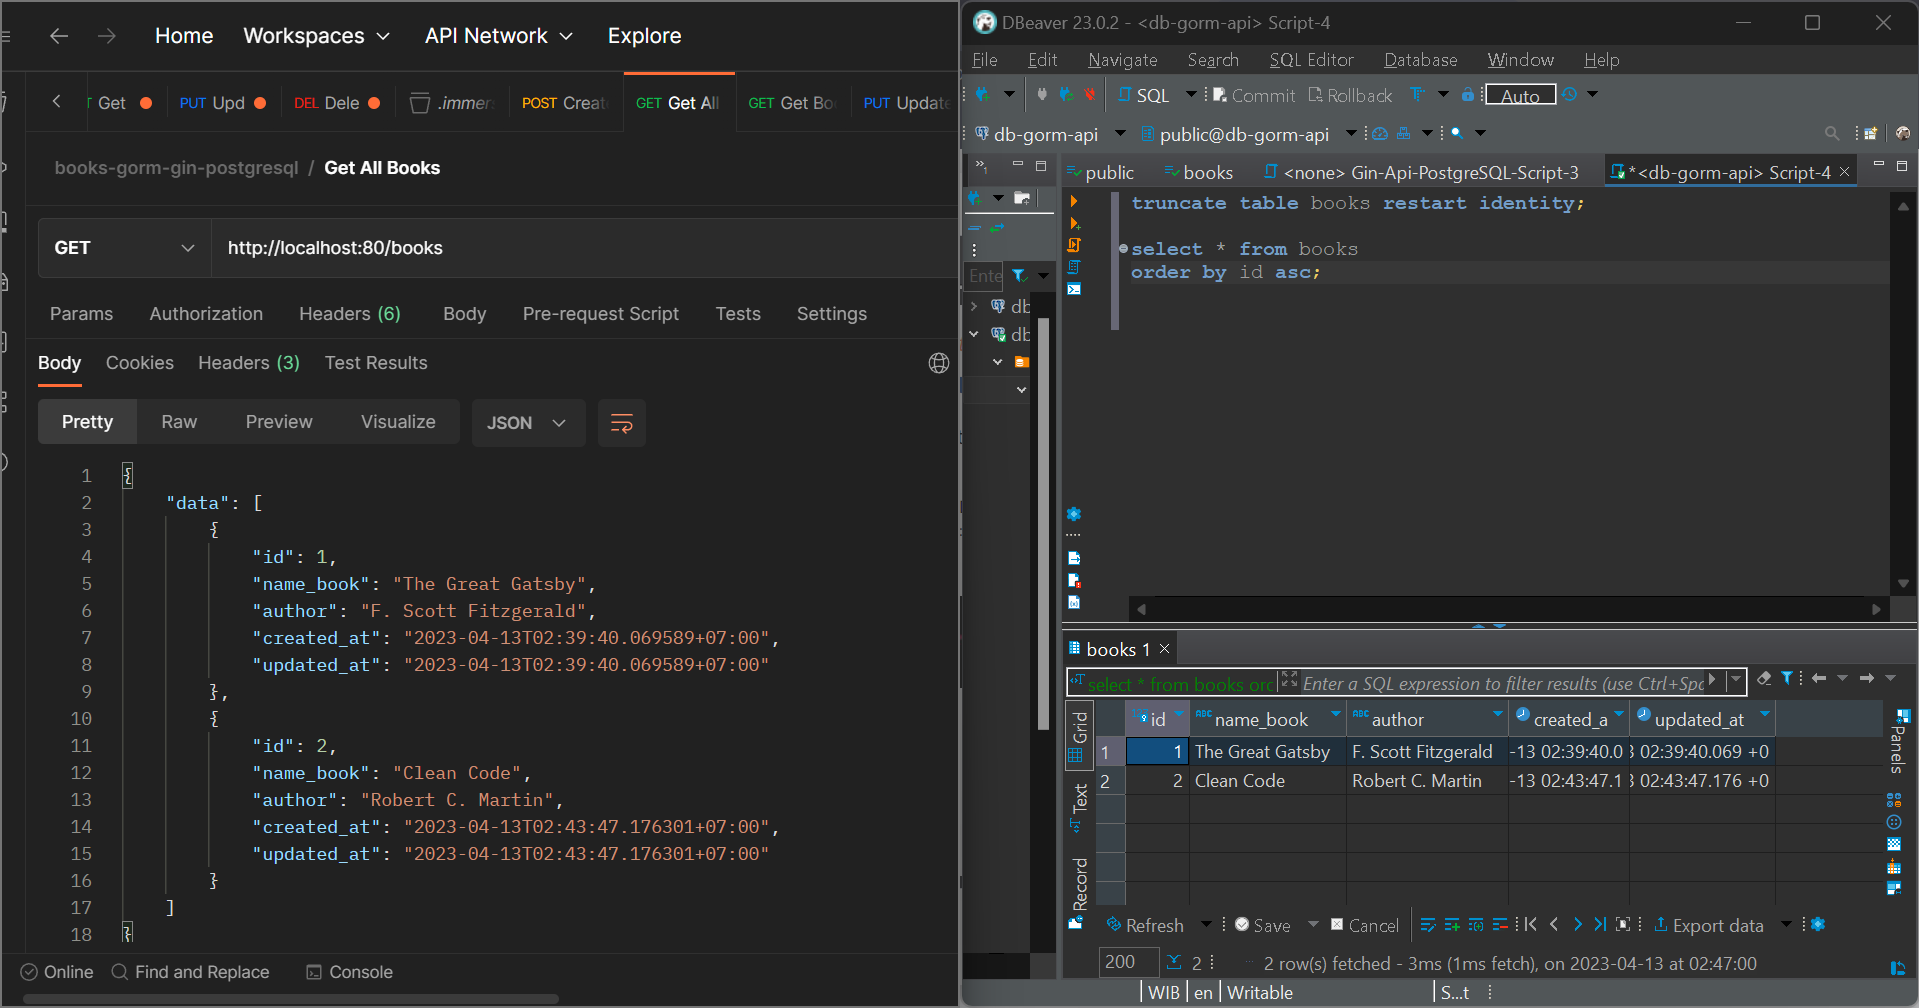 Home Workspaces API Network Explore
Get PUT Upd DEL Dele .immer POST Creat GET Get All GET Get Bo PUT Update
books-gorm-gin-postgresql / Get All Books
GET http://localhost:80/books
Params Authorization Headers (6) Body Pre-request Script Tests Settings
Body Cookies Headers (3) Test Results
Pretty Raw Preview Visualize JSON
1 {
2 "data": [
3 {
4 "id": 1,
5 "name_book": "The Great Gatsby",
6 "author": "F. Scott Fitzgerald",
7 "created_at": "2023-04-13T02:39:40.069589+07:00",
8 "updated_at": "2023-04-13T02:39:40.069589+07:00"
9 },
10 {
11 "id": 2,
12 "name_book": "Clean Code",
13 "author": "Robert C. Martin",
14 "created_at": "2023-04-13T02:43:47.176301+07:00",
15 "updated_at": "2023-04-13T02:43:47.176301+07:00"
16 }
17 ]
18 }
Online Find and Replace Console
DBeaver 23.0.2 - <db-gorm-api> Script-4
File Edit Navigate Search SQL Editor Database Window Help
SQL Commit Rollback T Auto
db-gorm-api public@db-gorm-api
»1 public books <none> Gin-Api-PostgreSQL-Script-3 *<db-gorm-api> Script-4
Ente
db
db
truncate table books restart identity;
select * from books
order by id asc;
books 1
select * from books orc Enter a SQL expression to filter results (use Ctrl+Spc
Grid
Text
Record
id ABC name_book ABC author created_a updated_at
1 1 The Great Gatsby F. Scott Fitzgerald -13 02:39:40.0 3 02:39:40.069 +0
2 2 Clean Code Robert C. Martin -13 02:43:47.1 3 02:43:47.176 +0
Panels
Refresh Save Cancel Export data
200 2 2 row(s) fetched - 3ms (1ms fetch), on 2023-04-13 at 02:47:00
WIB en Writable S...t